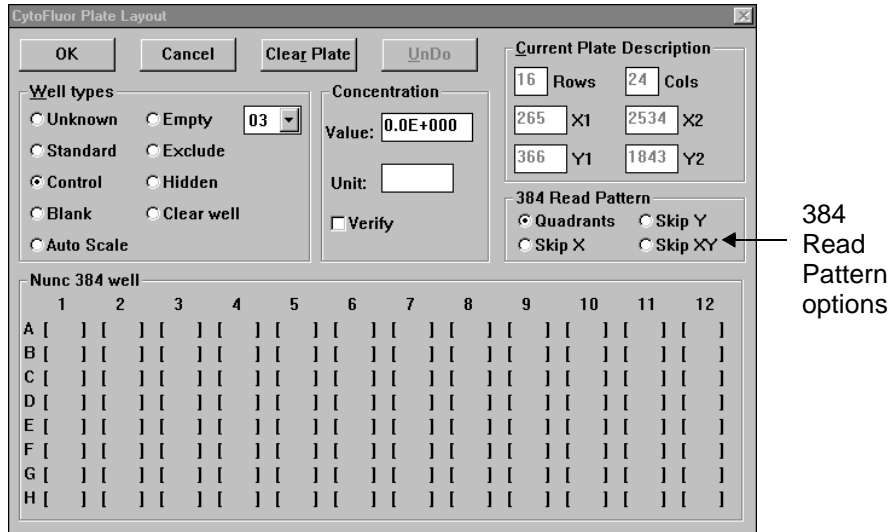 CytoFluor Plate Layout
OK Cancel Clear Plate UnDo
Well types
Unknown Empty 03
Standard Exclude
Control Hidden
Blank Clear well
Auto Scale
Concentration
Value: 0.0E+000
Unit:
Verify
Current Plate Description
16 Rows 24 Cols
265 X1 2534 X2
366 Y1 1843 Y2
384 Read Pattern
Quadrants Skip Y
Skip X Skip XY
384
Read
Pattern
options
Nunc 384 well
1 2 3 4 5 6 7 8 9 10 11 12
A [ ] [ ] [ ] [ ] [ ] [ ] [ ] [ ] [ ] [ ] [ ] [ ]
B [ ] [ ] [ ] [ ] [ ] [ ] [ ] [ ] [ ] [ ] [ ] [ ]
C [ ] [ ] [ ] [ ] [ ] [ ] [ ] [ ] [ ] [ ] [ ] [ ]
D [ ] [ ] [ ] [ ] [ ] [ ] [ ] [ ] [ ] [ ] [ ] [ ]
E [ ] [ ] [ ] [ ] [ ] [ ] [ ] [ ] [ ] [ ] [ ] [ ]
F [ ] [ ] [ ] [ ] [ ] [ ] [ ] [ ] [ ] [ ] [ ] [ ]
G [ ] [ ] [ ] [ ] [ ] [ ] [ ] [ ] [ ] [ ] [ ] [ ]
H [ ] [ ] [ ] [ ] [ ] [ ] [ ] [ ] [ ] [ ] [ ] [ ]